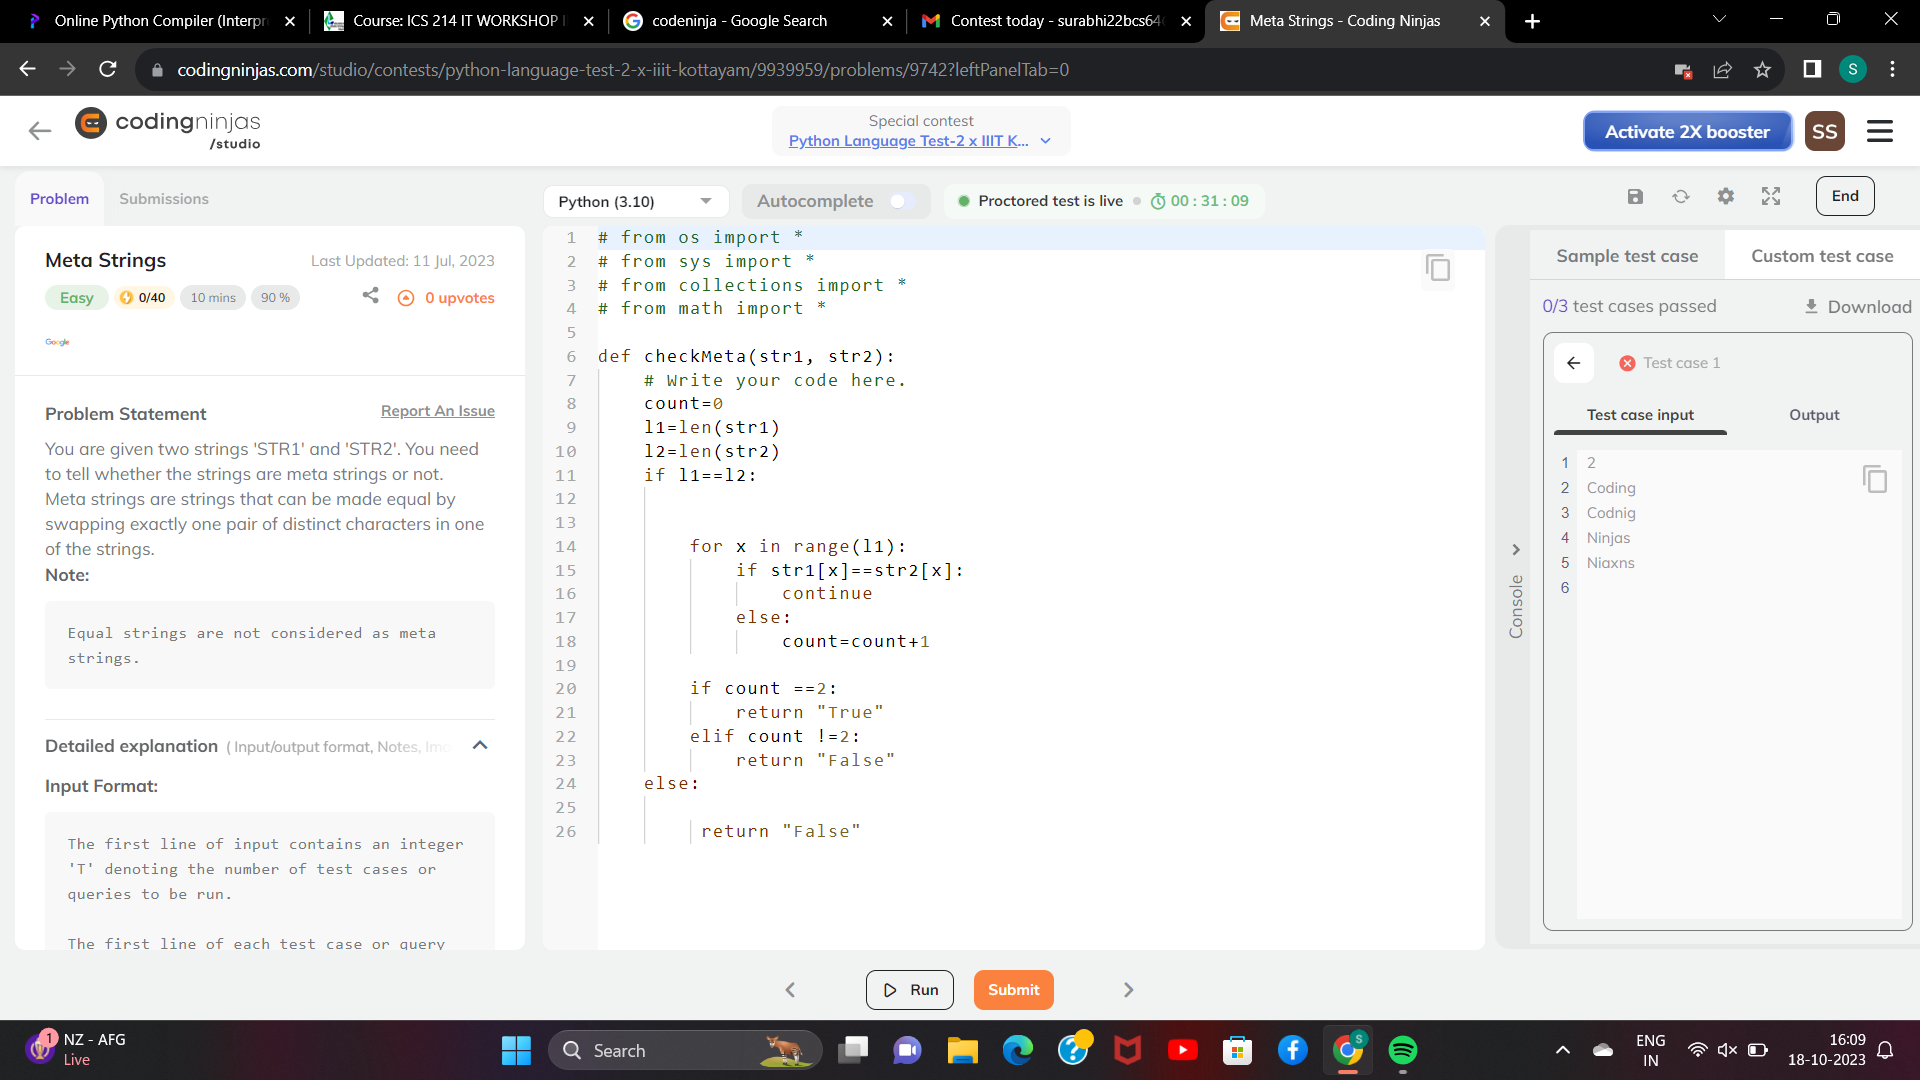 Online Python Compiler (Interpr
Course: ICS 214 IT WORKSHOP I
codeninja - Google Search
Contest today - surabhi22bcs64
Meta Strings - Coding Ninjas
codingninjas.com/studio/contests/python-language-test-2-x-iiit-kottayam/9939959/problems/9742?leftPanelTab=0
S
codingninjas
/studio
Special contest
Python Language Test-2 x IIIT K...
Activate 2X booster
SS
Problem
Submissions
Python (3.10)
Autocomplete
Proctored test is live
00 : 31 : 09
End
Meta Strings
Last Updated: 11 Jul, 2023
Easy
0/40
10 mins
90 %
0 upvotes
Google
Problem Statement
Report An Issue
You are given two strings 'STR1' and 'STR2'. You need
to tell whether the strings are meta strings or not.
Meta strings are strings that can be made equal by
swapping exactly one pair of distinct characters in one
of the strings.
Note:
Equal strings are not considered as meta
strings.
Detailed explanation ( Input/output format, Notes, Ima
Input Format:
The first line of input contains an integer
'T' denoting the number of test cases or
queries to be run.
The first line of each test case or query
1 # from os import *
2 # from sys import *
3 # from collections import *
4 # from math import *
5
6 def checkMeta(str1, str2):
7 # Write your code here.
8 count=0
9 l1=len(str1)
10 l2=len(str2)
11 if l1==l2:
12
13
14 for x in range(l1):
15 if str1[x]==str2[x]:
16 continue
17 else:
18 count=count+1
19
20 if count ==2:
21 return "True"
22 elif count !=2:
23 return "False"
24 else:
25
26 return "False"
Console
Sample test case
Custom test case
0/3 test cases passed
Download
Test case 1
Test case input
Output
1 2
2 Coding
3 Codnig
4 Ninjas
5 Niaxns
6
Run
Submit
1
NZ - AFG
Live
Search
S
ENG
IN
16:09
18-10-2023